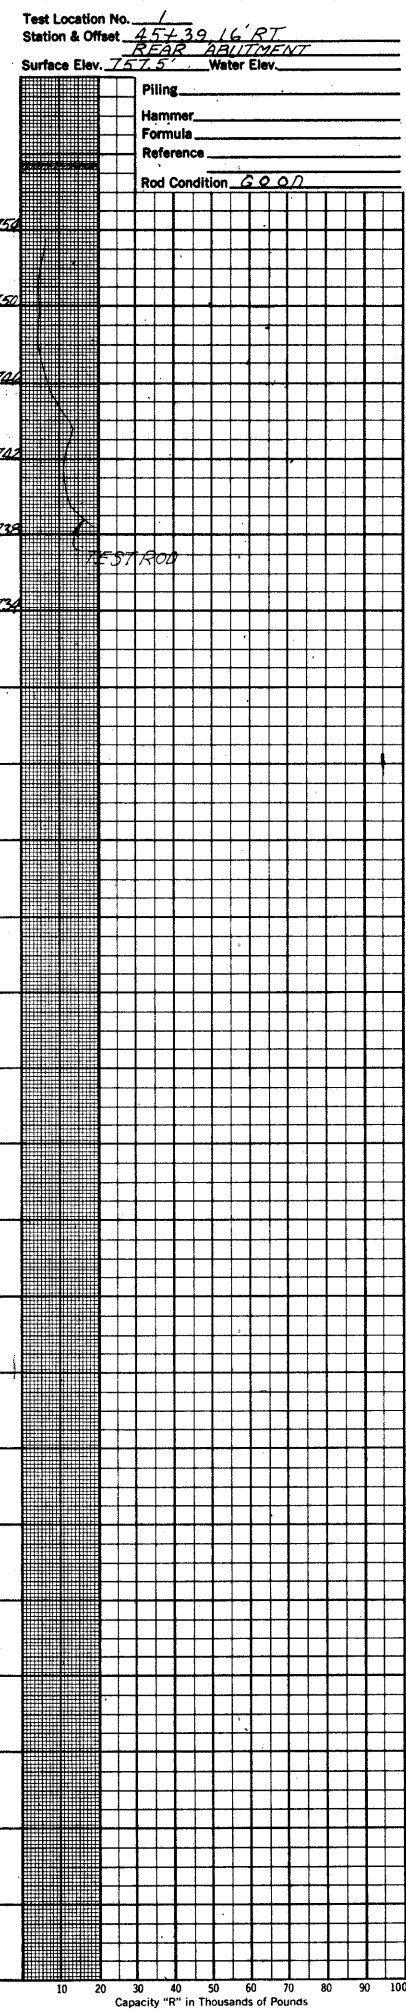 Test Location No. 1
Station & Offset 45+39, 16' RT
REAR ABUTMENT
Surface Elev. 757.5' Water Elev.
Piling
Hammer
Formula
Reference
Rod Condition GOOD
754
750
746
742
738
TEST ROD
734
10 20 30 40 50 60 70 80 90 100
Capacity "R" in Thousands of Pounds